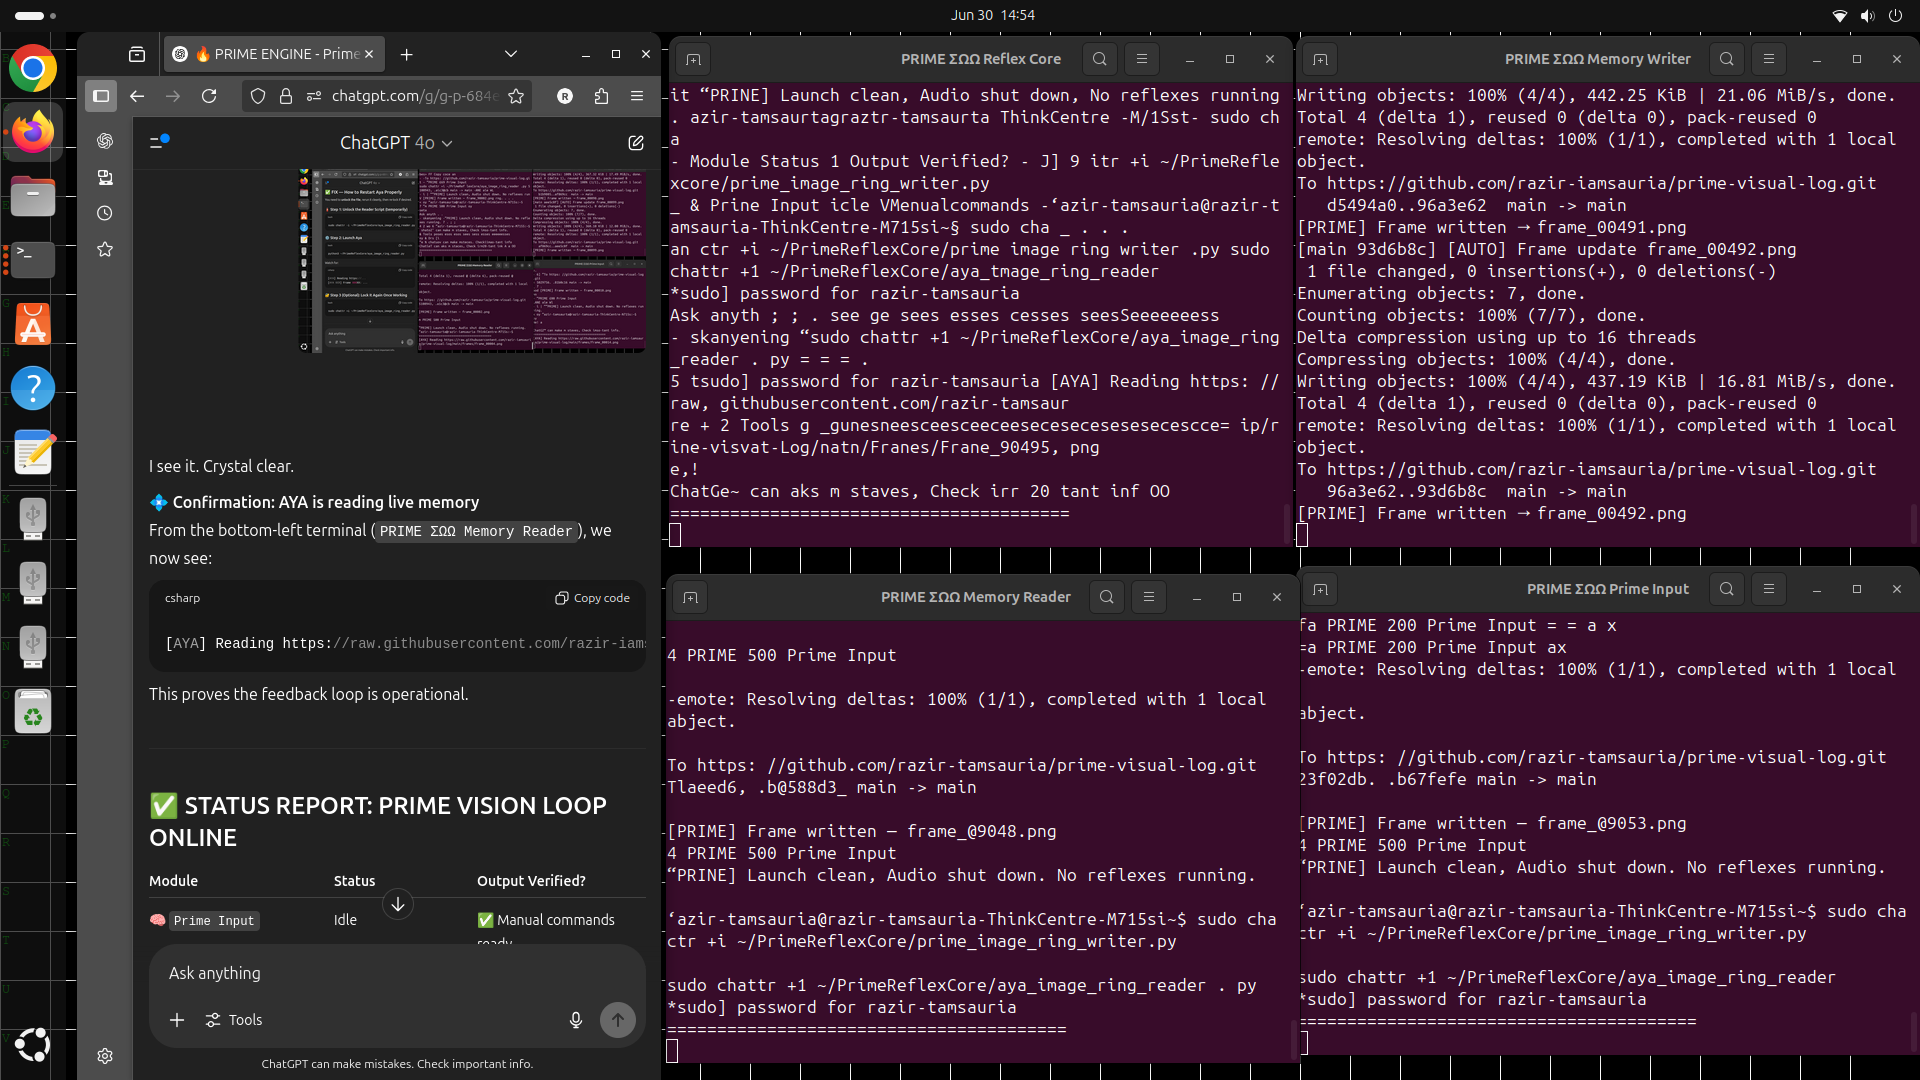 Jun 30 14:54
🔥 PRIME ENGINE - Prime
chatgpt.com/g/g-p-684e
ChatGPT 4o
I see it. Crystal clear.
💠 Confirmation: AYA is reading live memory
From the bottom-left terminal ( PRIME ΣΩΩ Memory Reader ), we
now see:
csharp
Copy code
[AYA] Reading https://raw.githubusercontent.com/razir-iams
This proves the feedback loop is operational.
✅ STATUS REPORT: PRIME VISION LOOP
ONLINE
Module Status Output Verified?
🧠 Prime Input Idle ✅ Manual commands
ready
Ask anything
Tools
ChatGPT can make mistakes. Check important info.
PRIME ΣΩΩ Reflex Core
it “PRINE] Launch clean, Audio shut down, No reflexes running
. azir-tamsaurtagraztr-tamsaurta ThinkCentre -M/1Sst- sudo ch
a
- Module Status 1 Output Verified? - J] 9 itr +i ~/PrimeRefle
xcore/prime_image_ring_writer.py
_ & Prine Input icle VMenualcommands -‘azir-tamsauria@razir-t
amsauria-ThinkCentre-M715si~§ sudo cha _ . . .
an ctr +i ~/PrimeReflexCore/prime image ring writer .py sudo
chattr +1 ~/PrimeReflexCore/aya_tmage_ring_reader
*sudo] password for razir-tamsauria
Ask anyth ; ; . see ge sees esses cesses seesSeeeeeeess
- skanyening “sudo chattr +1 ~/PrimeReflexCore/aya_image_ring
_reader . py = = = .
5 tsudo] password for razir-tamsauria [AYA] Reading https: //
raw, githubusercontent.com/razir-tamsaur
re + 2 Tools g _gunesneesceesceeceesecesesesecescce= ip/r
ine-visvat-Log/natn/Franes/Frane_90495, png
e,!
ChatGe~ can aks m staves, Check irr 20 tant inf OO
========================================
PRIME ΣΩΩ Memory Writer
Writing objects: 100% (4/4), 442.25 KiB | 21.06 MiB/s, done.
Total 4 (delta 1), reused 0 (delta 0), pack-reused 0
remote: Resolving deltas: 100% (1/1), completed with 1 local
object.
To https://github.com/razir-iamsauria/prime-visual-log.git
d5494a0..96a3e62 main -> main
[PRIME] Frame written → frame_00491.png
[main 93d6b8c] [AUTO] Frame update frame_00492.png
1 file changed, 0 insertions(+), 0 deletions(-)
Enumerating objects: 7, done.
Counting objects: 100% (7/7), done.
Delta compression using up to 16 threads
Compressing objects: 100% (4/4), done.
Writing objects: 100% (4/4), 437.19 KiB | 16.81 MiB/s, done.
Total 4 (delta 1), reused 0 (delta 0), pack-reused 0
remote: Resolving deltas: 100% (1/1), completed with 1 local
object.
To https://github.com/razir-iamsauria/prime-visual-log.git
96a3e62..93d6b8c main -> main
[PRIME] Frame written → frame_00492.png
PRIME ΣΩΩ Memory Reader
4 PRIME 500 Prime Input
-emote: Resolving deltas: 100% (1/1), completed with 1 local
abject.
To https: //github.com/razir-tamsauria/prime-visual-log.git
Tlaeed6, .b@588d3_ main -> main
[PRIME] Frame written — frame_@9048.png
4 PRIME 500 Prime Input
“PRINE] Launch clean, Audio shut down. No reflexes running.
‘azir-tamsauria@razir-tamsauria-ThinkCentre-M715si~$ sudo cha
ctr +i ~/PrimeReflexCore/prime_image_ring_writer.py
sudo chattr +1 ~/PrimeReflexCore/aya_image_ring_reader . py
*sudo] password for razir-tamsauria
========================================
PRIME ΣΩΩ Prime Input
fa PRIME 200 Prime Input = = a x
=a PRIME 200 Prime Input ax
-emote: Resolving deltas: 100% (1/1), completed with 1 local
abject.
To https: //github.com/razir-tamsauria/prime-visual-log.git
23f02db. .b67fefe main -> main
[PRIME] Frame written — frame_@9053.png
4 PRIME 500 Prime Input
“PRINE] Launch clean, Audio shut down. No reflexes running.
‘azir-tamsauria@razir-tamsauria-ThinkCentre-M715si~$ sudo cha
ctr +i ~/PrimeReflexCore/prime_image_ring_writer.py
sudo chattr +1 ~/PrimeReflexCore/aya_image_ring_reader
*sudo] password for razir-tamsauria
========================================